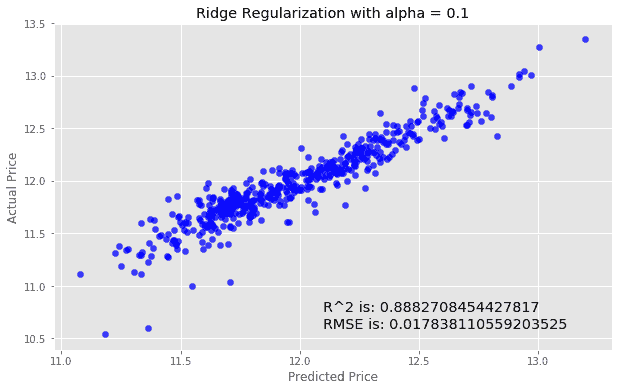 Ridge Regularization with alpha = 0.1
13.5
13.0
12.5
12.0
11.5
11.0
10.5
Actual Price
R^2 is: 0.8882708454427817
RMSE is: 0.017838110559203525
11.0 11.5 12.0 12.5 13.0
Predicted Price